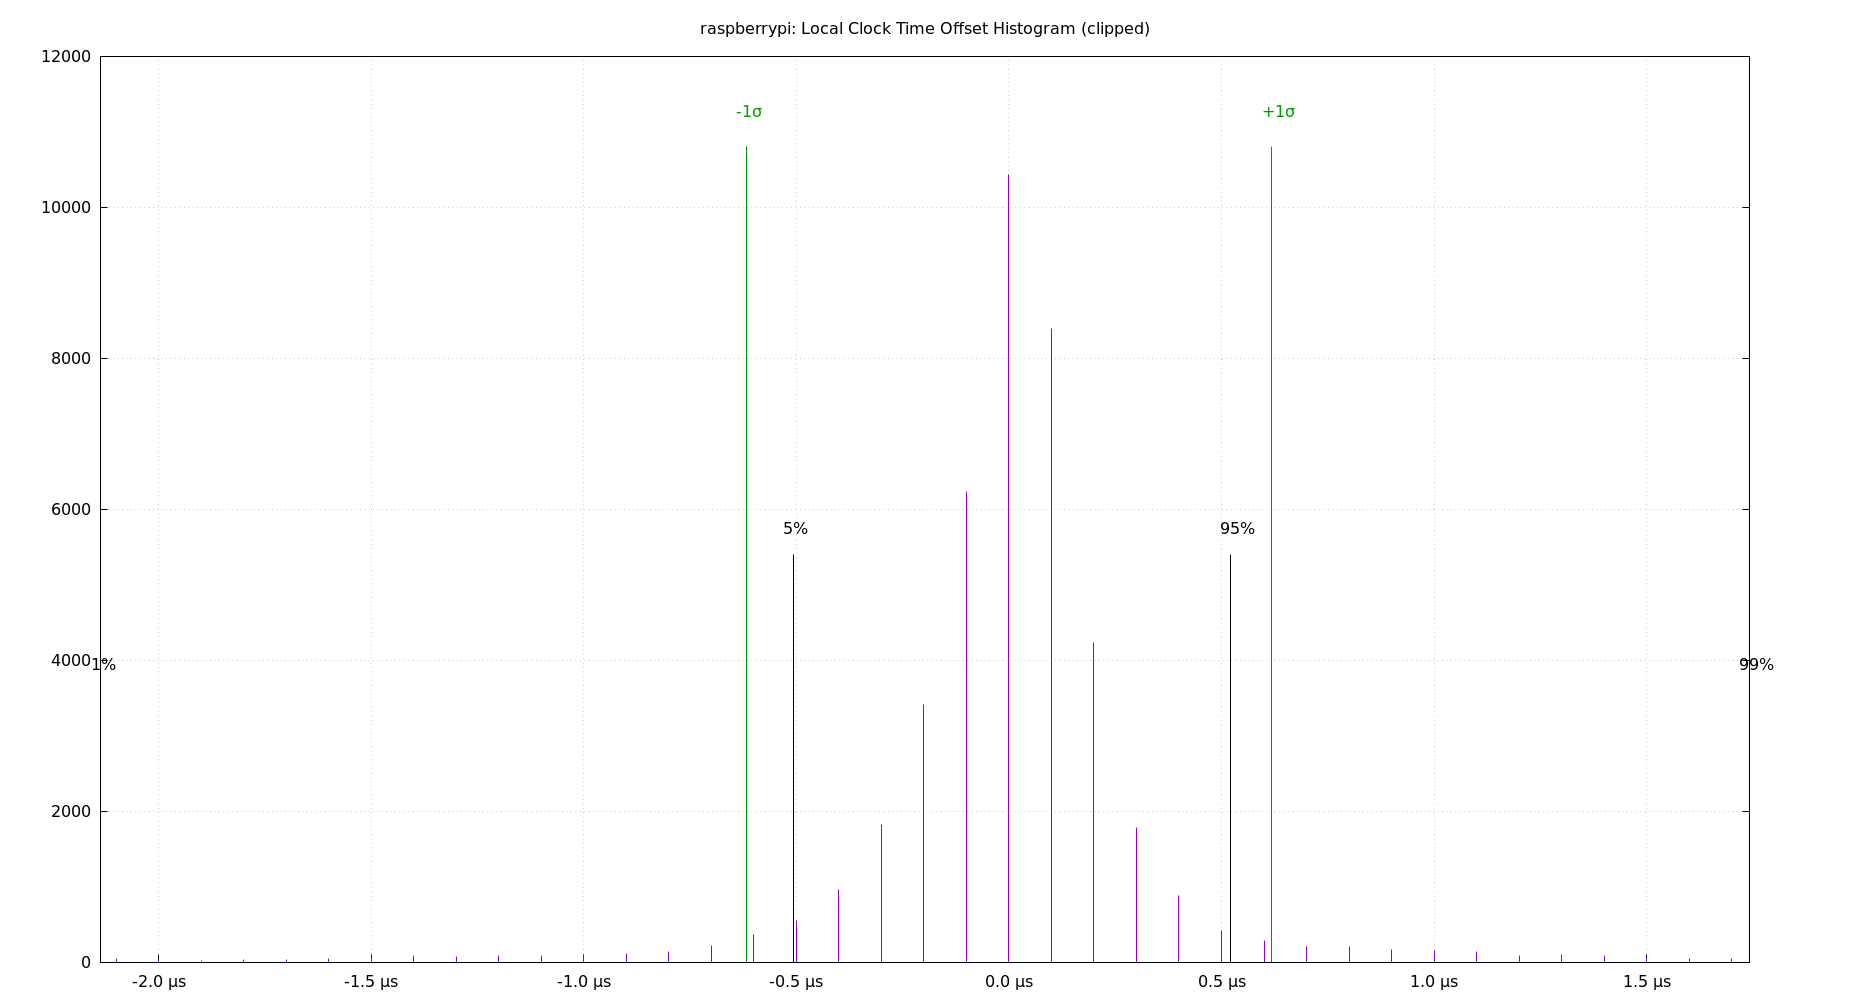 raspberrypi: Local Clock Time Offset Histogram (clipped)
12000
-1σ +1σ
10000
8000
6000
5% 95%
4000 1% 99%
2000
0
-2.0 µs -1.5 µs -1.0 µs -0.5 µs 0.0 µs 0.5 µs 1.0 µs 1.5 µs